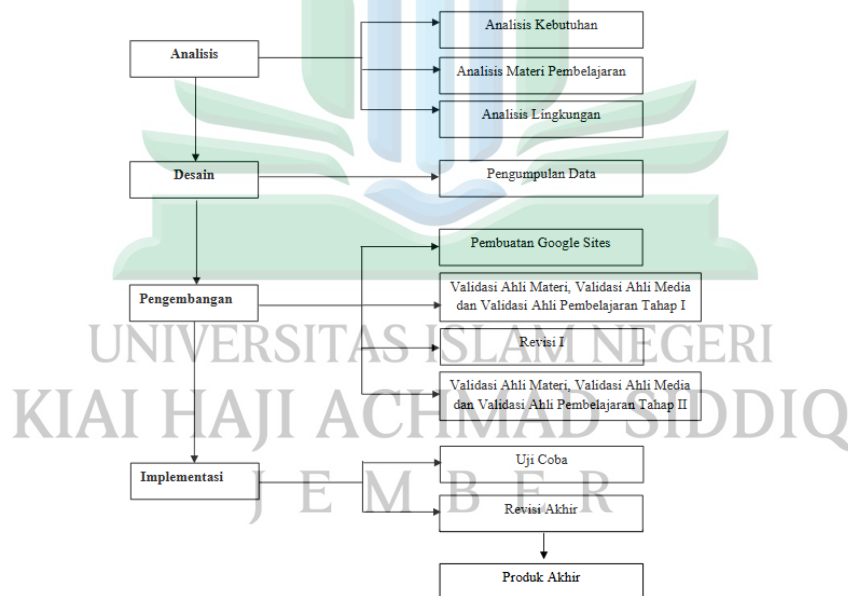 Analisis
Analisis Kebutuhan
Analisis Materi Pembelajaran
Analisis Lingkungan
Desain
Pengumpulan Data
Pengembangan
Pembuatan Google Sites
Validasi Ahli Materi, Validasi Ahli Media
dan Validasi Ahli Pembelajaran Tahap I
Revisi I
Validasi Ahli Materi, Validasi Ahli Media
dan Validasi Ahli Pembelajaran Tahap II
Implementasi
Uji Coba
Revisi Akhir
Produk Akhir
UNIVERSITAS ISLAM NEGERI
KIAI HAJI ACHMAD SIDDIQ
JEMBER